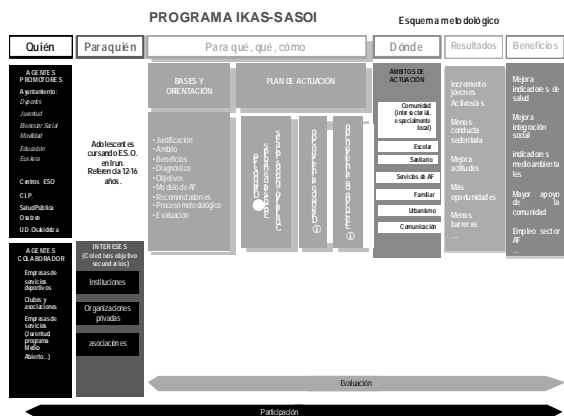 PROGRAMA IKAS-SASOI
Esquema metodológico
Quién
Para quién
Para qué, qué, cómo
Dónde
Resultados
Beneficios
AGENTES
PROMOTORES
Ayuntamiento:
Deportes
Juventud
Bienestar Social
Movilidad
Educación
Euskera
Centros ESO
C.I.P.
Salud Pública
Osatzen
U.D. Osakidetza
Adolescentes
cursando E.S.O.
en Irun.
Referencia 12-16
años.
BASES Y
ORIENTACIÓN
• Justificación
• Ámbito
• Beneficios
• Diagnóstico
• Objetivos
• Modelo de AF
• Recomendaciones
• Proceso metodológico
• Evaluación
PLAN DE ACTUACIÓN
ÁMBITOS DE
ACTUACIÓN
Comunidad
(intersectorial,
especialmente
local)
Escolar
Sanitario
Servicios de AF
Familiar
Urbanismo
Comunicación
Incremento
jóvenes
Activos/as
Menos
conducta
sedentaria
Mejora
actitudes
Más
oportunidades
Menos
barreras
...
Mejora
indicadores de
salud
Mejora
integración
social
indicadores
medioambienta
les
Mayor apoyo
de la
comunidad
Empleo sector
AF
...
AGENTES
COLABORADOR
Empresas de
servicios
deportivos
Clubes y
asociaciones
Empresas de
servicios
(Juventud
programa
Medio
Abierto...)
INTERESES
(Colectivos objetivo
secundarios)
Instituciones
Organizaciones
privadas
asociaciones
Evaluación
Participación